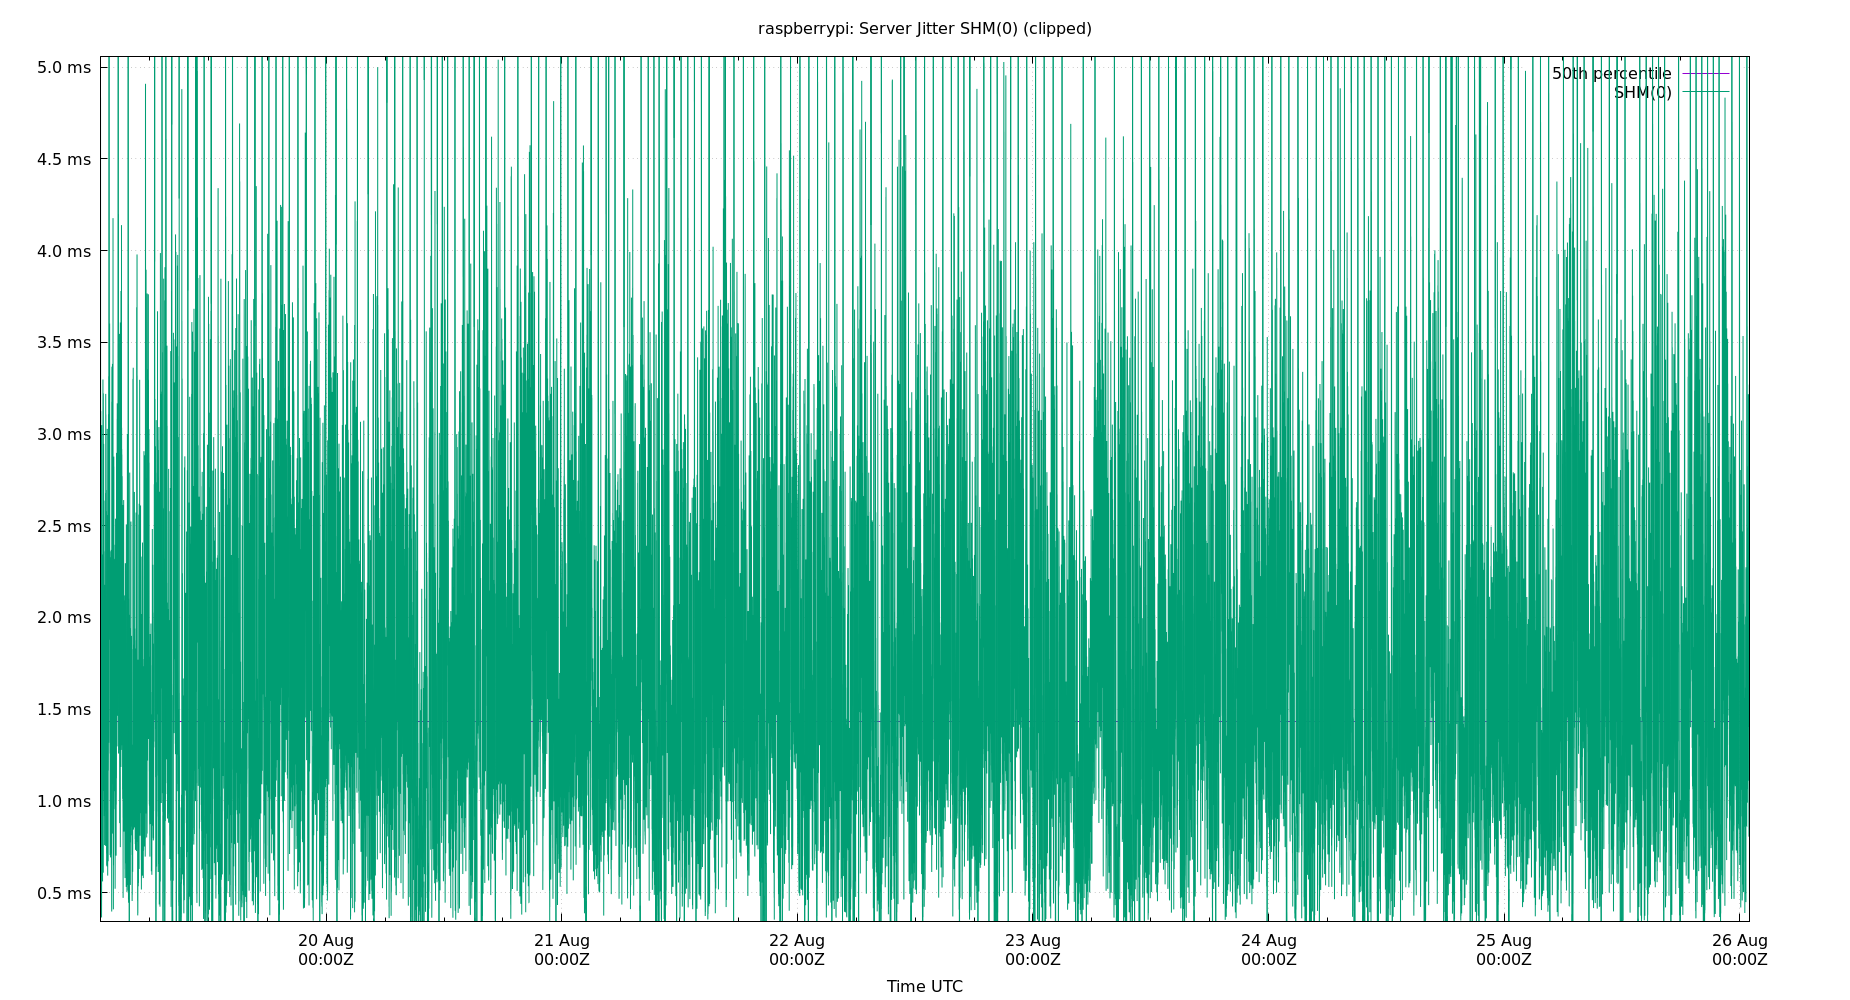 raspberrypi: Server Jitter SHM(0) (clipped)
5.0 ms
50th percentile
SHM(0)
4.5 ms
4.0 ms
3.5 ms
3.0 ms
2.5 ms
2.0 ms
1.5 ms
1.0 ms
0.5 ms
20 Aug 21 Aug 22 Aug 23 Aug 24 Aug 25 Aug 26 Aug
00:00Z 00:00Z 00:00Z 00:00Z 00:00Z 00:00Z 00:00Z
Time UTC